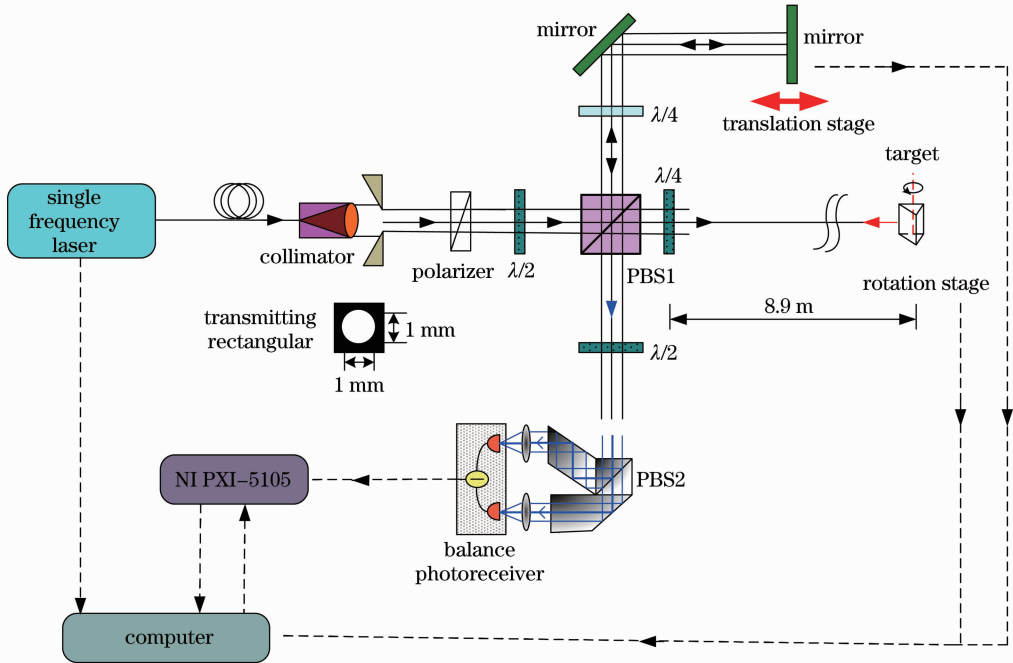 mirror
mirror
λ/4
translation stage
λ/4
target
single
frequency
laser
collimator
polarizer
λ/2
PBS1
rotation stage
8.9 m
transmitting
rectangular
1 mm
1 mm
λ/2
NI PXI−5105
PBS2
balance
photoreceiver
computer